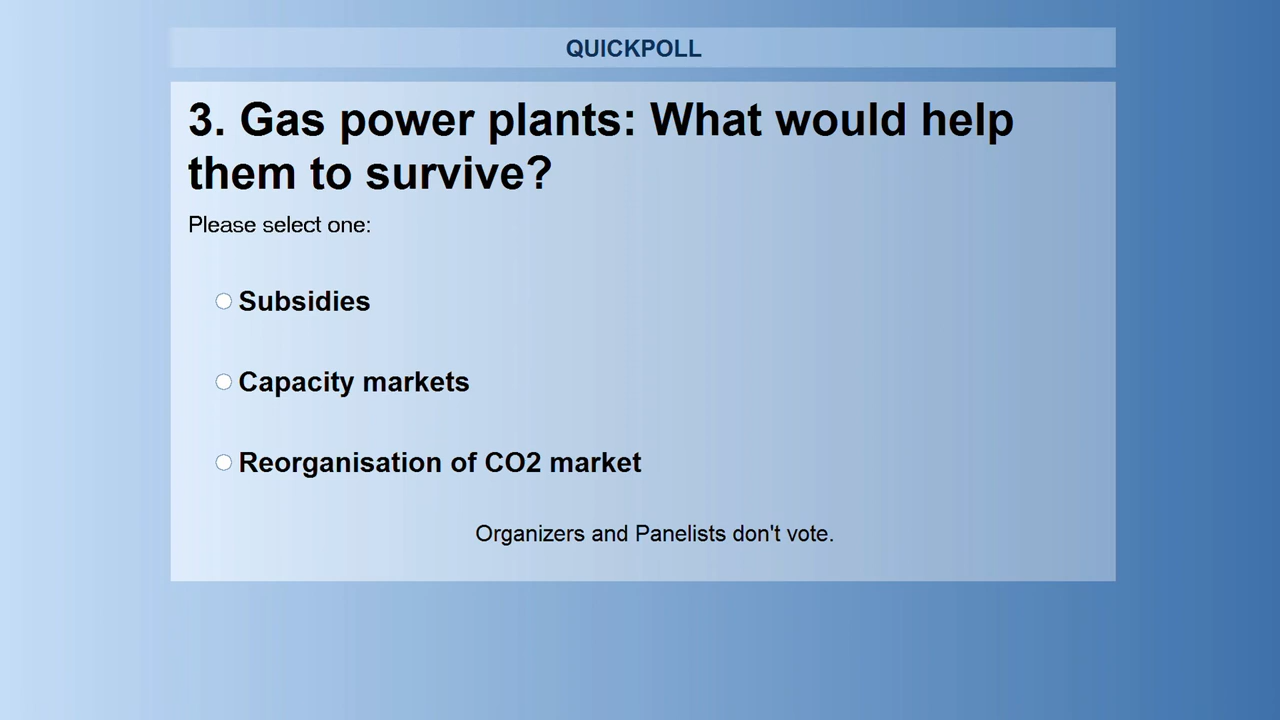 QUICKPOLL
3. Gas power plants: What would help
them to survive?
Please select one:
Subsidies
Capacity markets
Reorganisation of CO2 market
Organizers and Panelists don't vote.